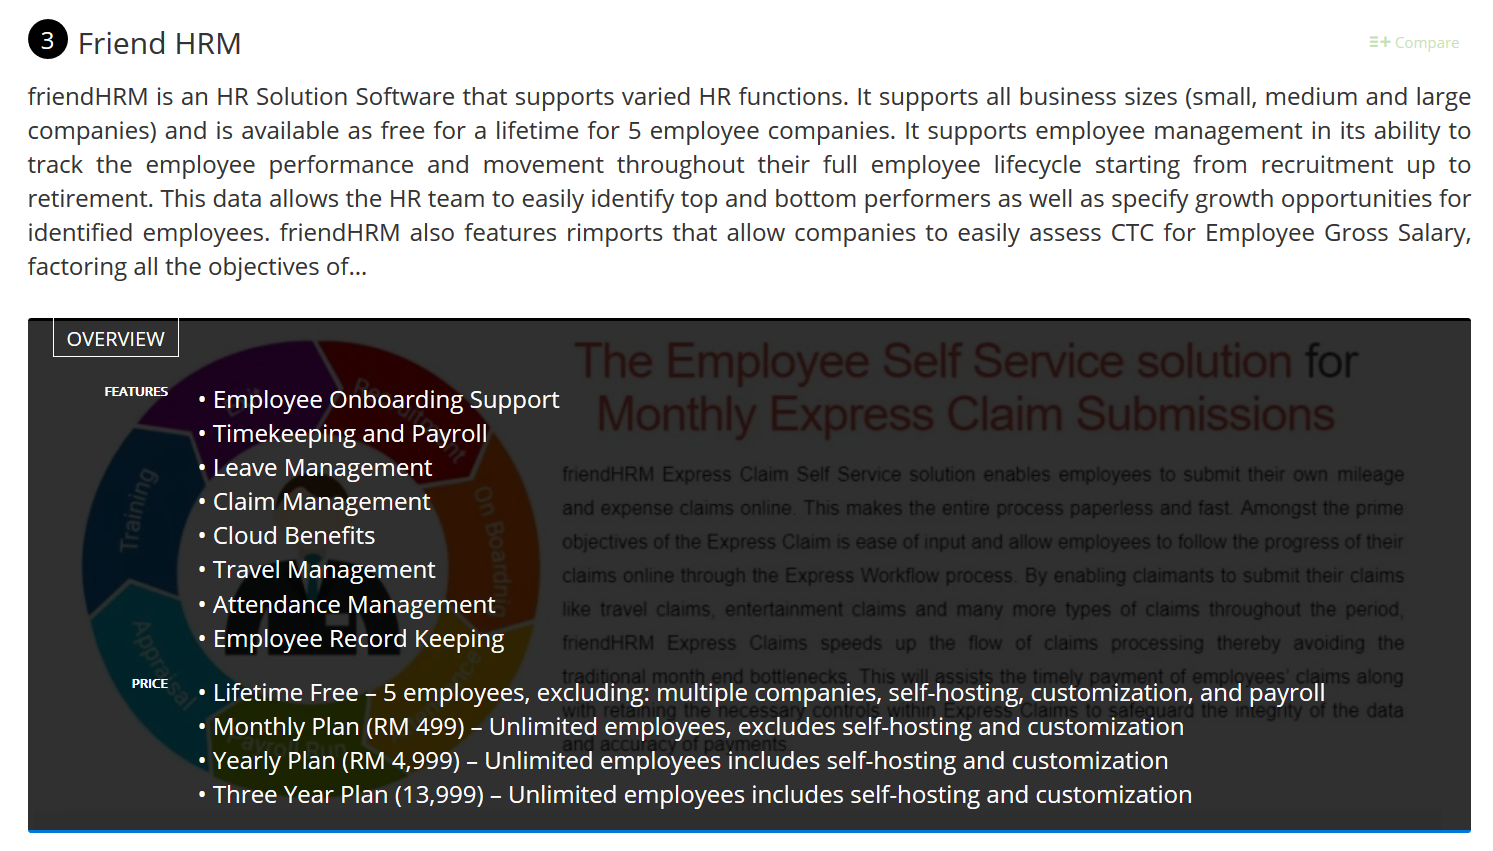 3 Friend HRM
Compare
friendHRM is an HR Solution Software that supports varied HR functions. It supports all business sizes (small, medium and large
companies) and is available as free for a lifetime for 5 employee companies. It supports employee management in its ability to
track the employee performance and movement throughout their full employee lifecycle starting from recruitment up to
retirement. This data allows the HR team to easily identify top and bottom performers as well as specify growth opportunities for
identified employees. friendHRM also features rimports that allow companies to easily assess CTC for Employee Gross Salary,
factoring all the objectives of...
OVERVIEW
FEATURES
• Employee Onboarding Support
• Timekeeping and Payroll
• Leave Management
• Claim Management
• Cloud Benefits
• Travel Management
• Attendance Management
• Employee Record Keeping
PRICE
• Lifetime Free – 5 employees, excluding: multiple companies, self-hosting, customization, and payroll
• Monthly Plan (RM 499) – Unlimited employees, excludes self-hosting and customization
• Yearly Plan (RM 4,999) – Unlimited employees includes self-hosting and customization
• Three Year Plan (13,999) – Unlimited employees includes self-hosting and customization
The Employee Self Service solution for
Monthly Express Claim Submissions
friendHRM Express Claim Self Service solution enables employees to submit their own mileage
and expense claims online. This makes the entire process paperless and fast. Amongst the prime
objectives of the Express Claim is ease of input and allow employees to follow the progress of their
claims online through the Express Workflow process. By enabling claimants to submit their claims
like travel claims, entertainment claims and many more types of claims throughout the period,
friendHRM Express Claims speeds up the flow of claims processing thereby avoiding the
traditional month end bottlenecks. This will assists the timely payment of employees' claims along
with retaining the necessary controls within Express Claims to safeguard the integrity of the data
and accuracy of payments.
Recruitment
On Boarding
Training
Appraisal